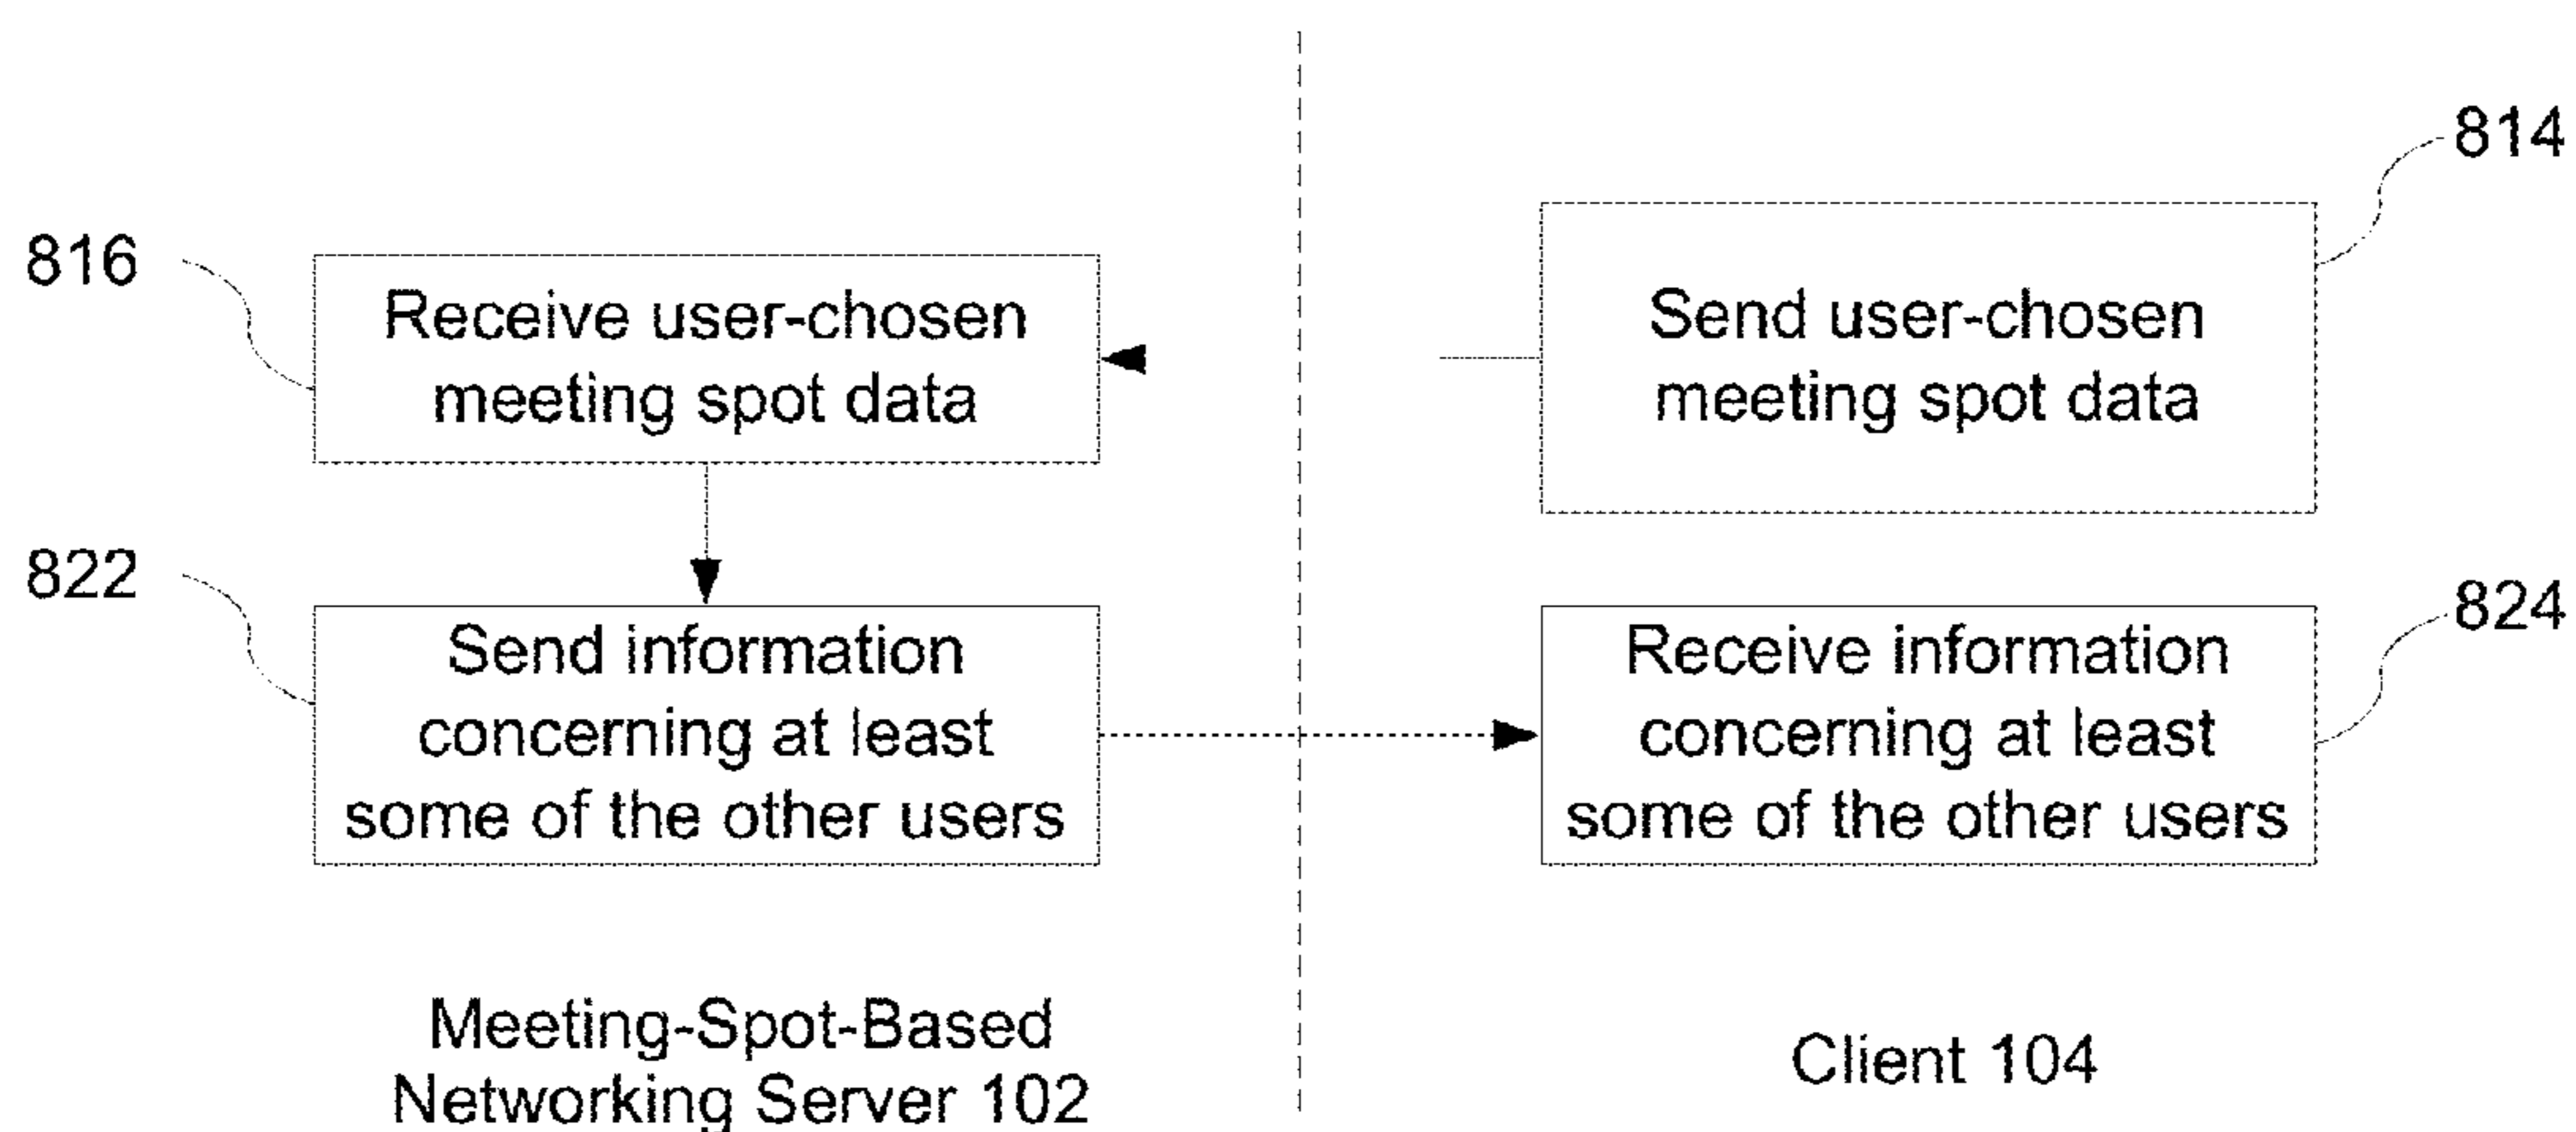 814
816
Receive user-chosen
meeting spot data
Send user-chosen
meeting spot data
822
824
Send information
concerning at least
some of the other users
Receive information
concerning at least
some of the other users
Meeting-Spot-Based
Networking Server 102
Client 104